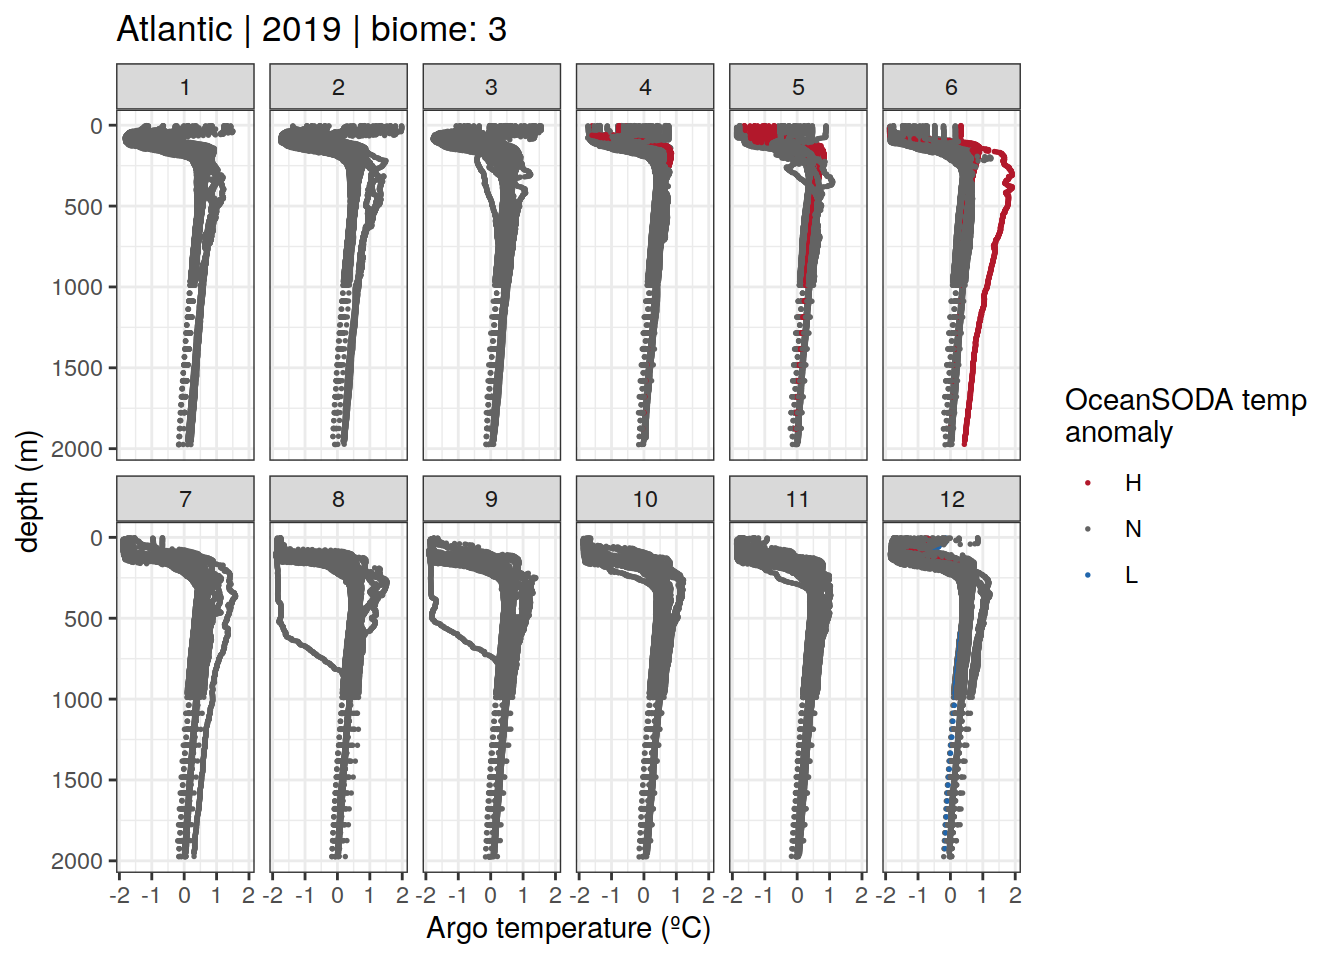 Atlantic | 2019 | biome: 3
1 2 3 4 5 6
0
500
1000
1500
2000
7 8 9 10 11 12
0
500
1000
1500
2000
-2 -1 0 1 2 -2 -1 0 1 2 -2 -1 0 1 2 -2 -1 0 1 2 -2 -1 0 1 2 -2 -1 0 1 2
Argo temperature (ºC)
depth (m)
OceanSODA temp
anomaly
H
N
L